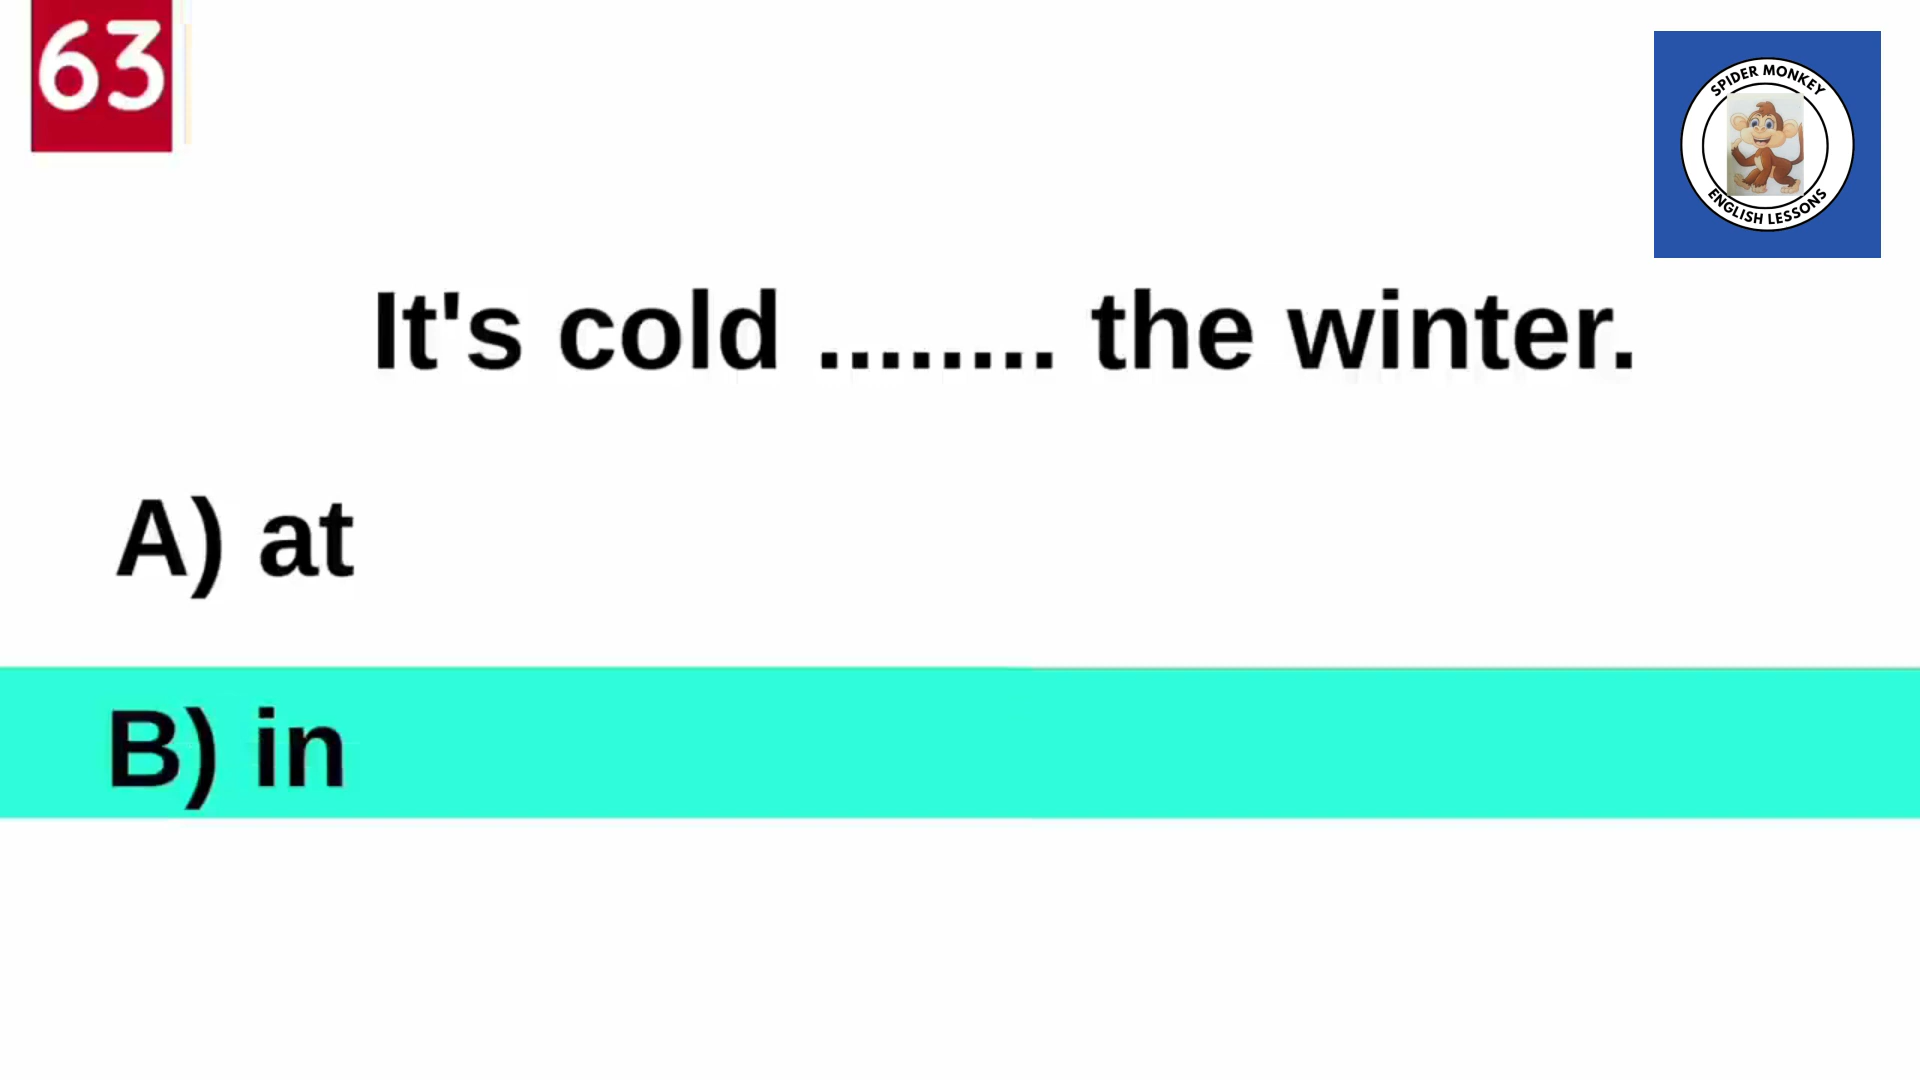 63
SPIDER MONKEY
ENGLISH LESSONS
It's cold ........ the winter.
A) at
B) in